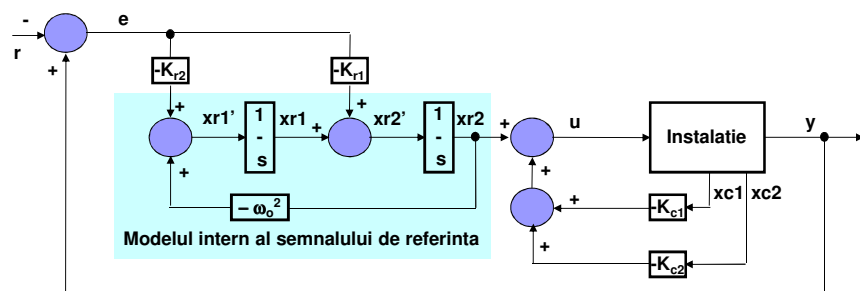 -
e
r
+
-Kr2
-Kr1
+
+
xr1'
1
-
s
xr1
+
xr2'
1
-
s
xr2
+
u
Instalatie
y
+
- ωo²
+
+
-Kc1
xc1
xc2
Modelul intern al semnalului de referinta
+
-Kc2